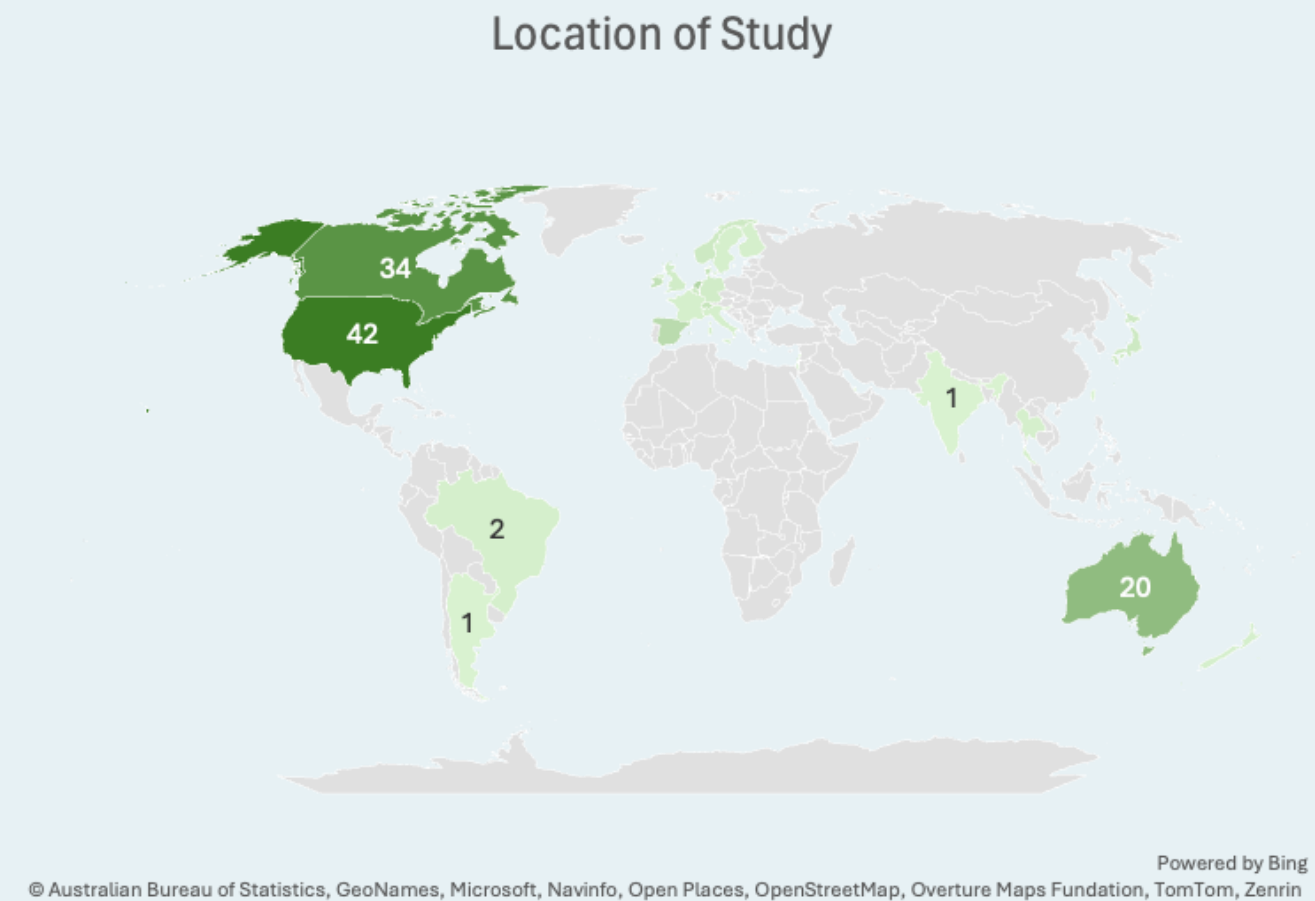 Location of Study
34
42
1
2
20
1
Powered by Bing
© Australian Bureau of Statistics, GeoNames, Microsoft, Navinfo, Open Places, OpenStreetMap, Overture Maps Fundation, TomTom, Zenrin